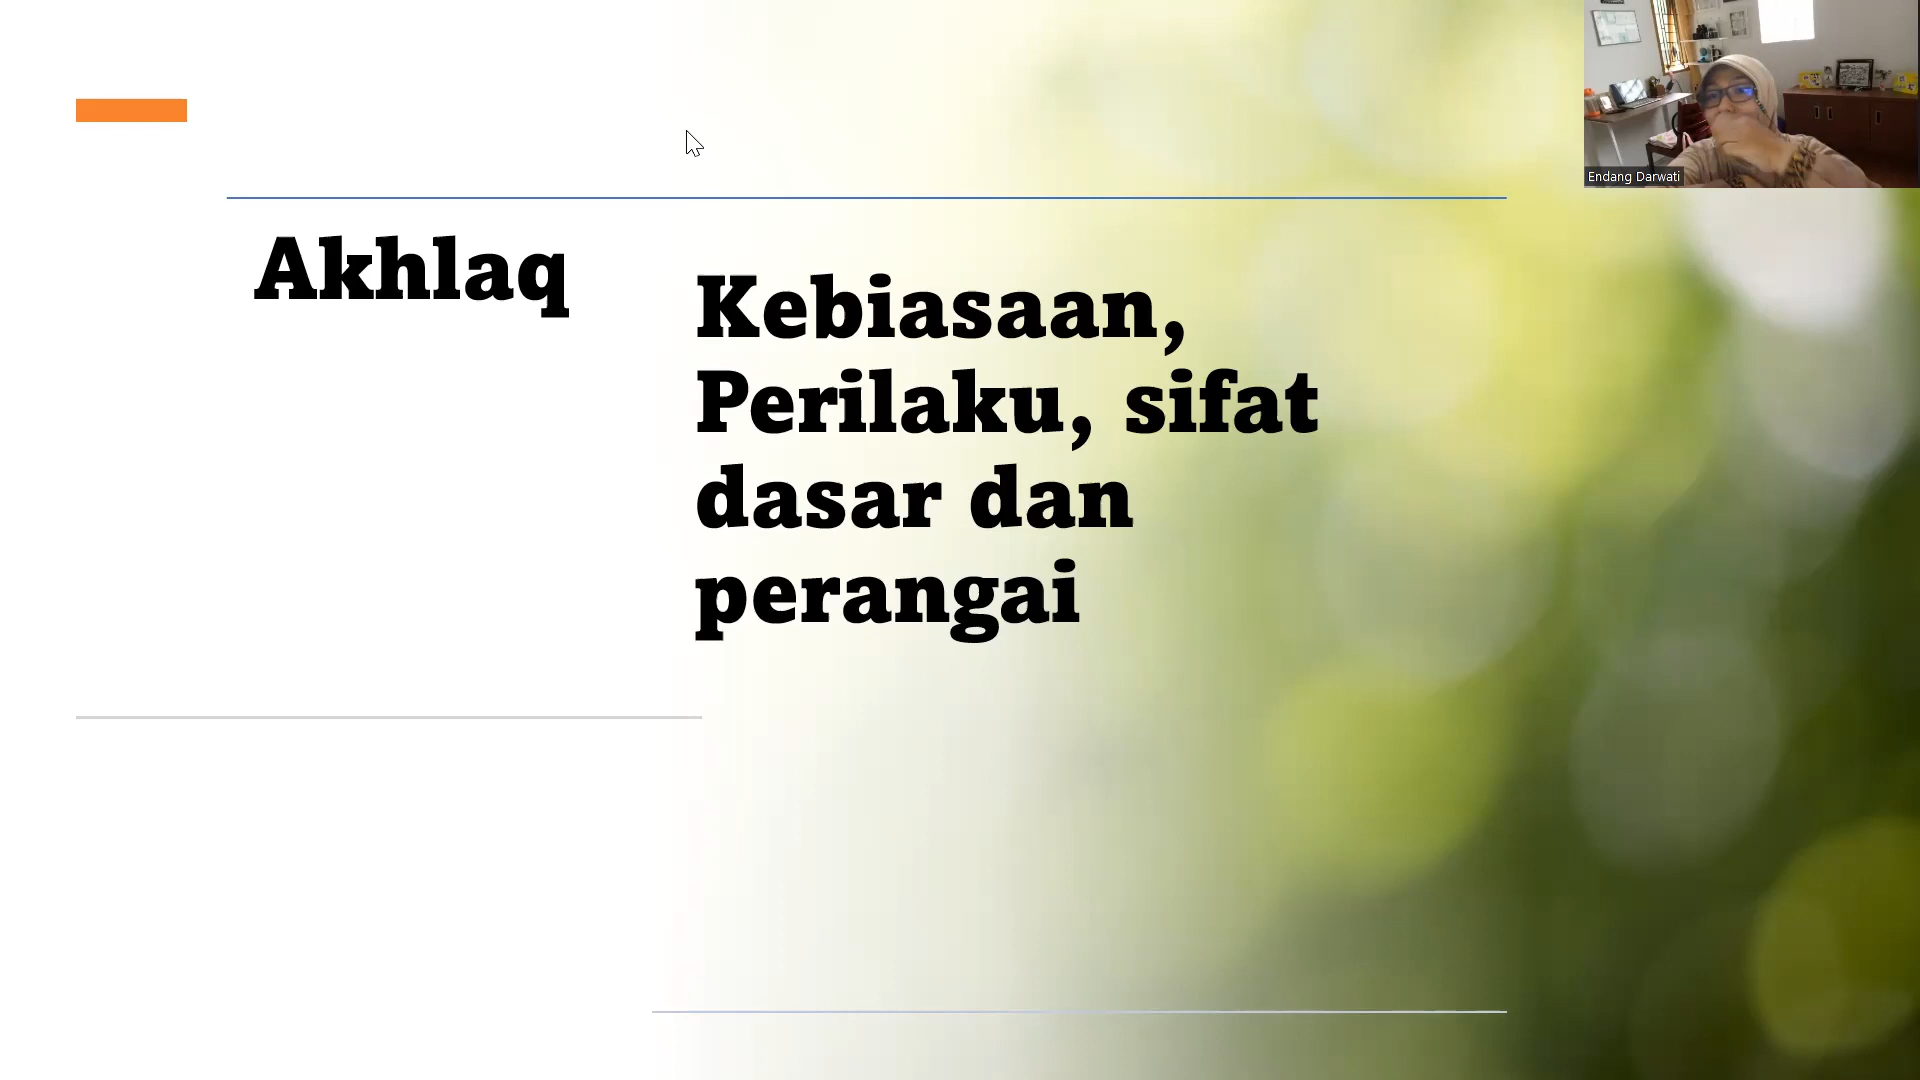 Akhlaq
Kebiasaan,
Perilaku, sifat
dasar dan
perangai
Endang Darwati